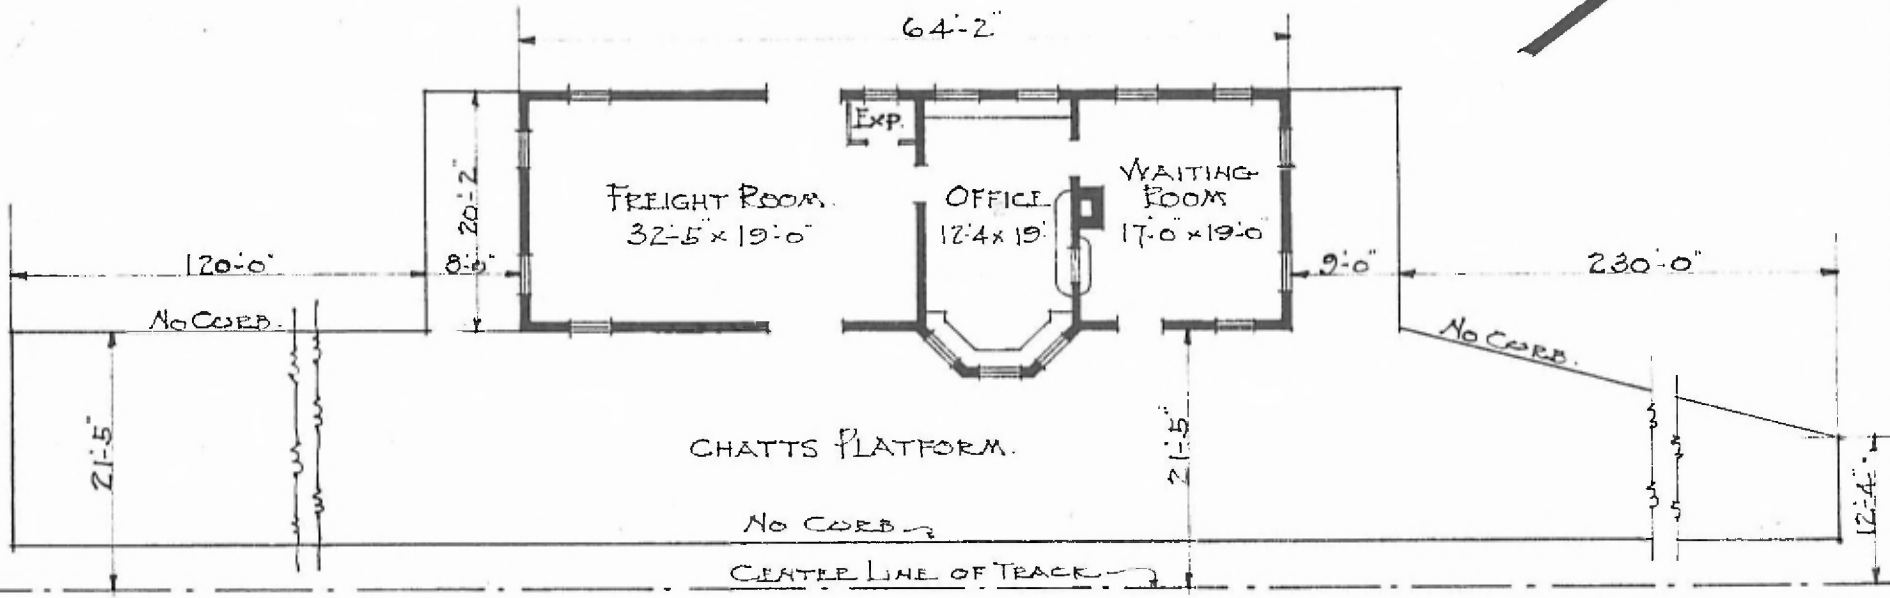 64'-2"
Exp.
FREIGHT ROOM.
32'-5" × 19'-0"
OFFICE
12'4 × 19'
WAITING
ROOM
17'-0" × 19'-0"
20'-2"
120'-0"
8'-0"
9'-0"
230'-0"
No CURB.
No CURB.
21'-5"
CHATTS PLATFORM.
21'-5"
12'-4"
No CURB
CENTER LINE OF TRACK